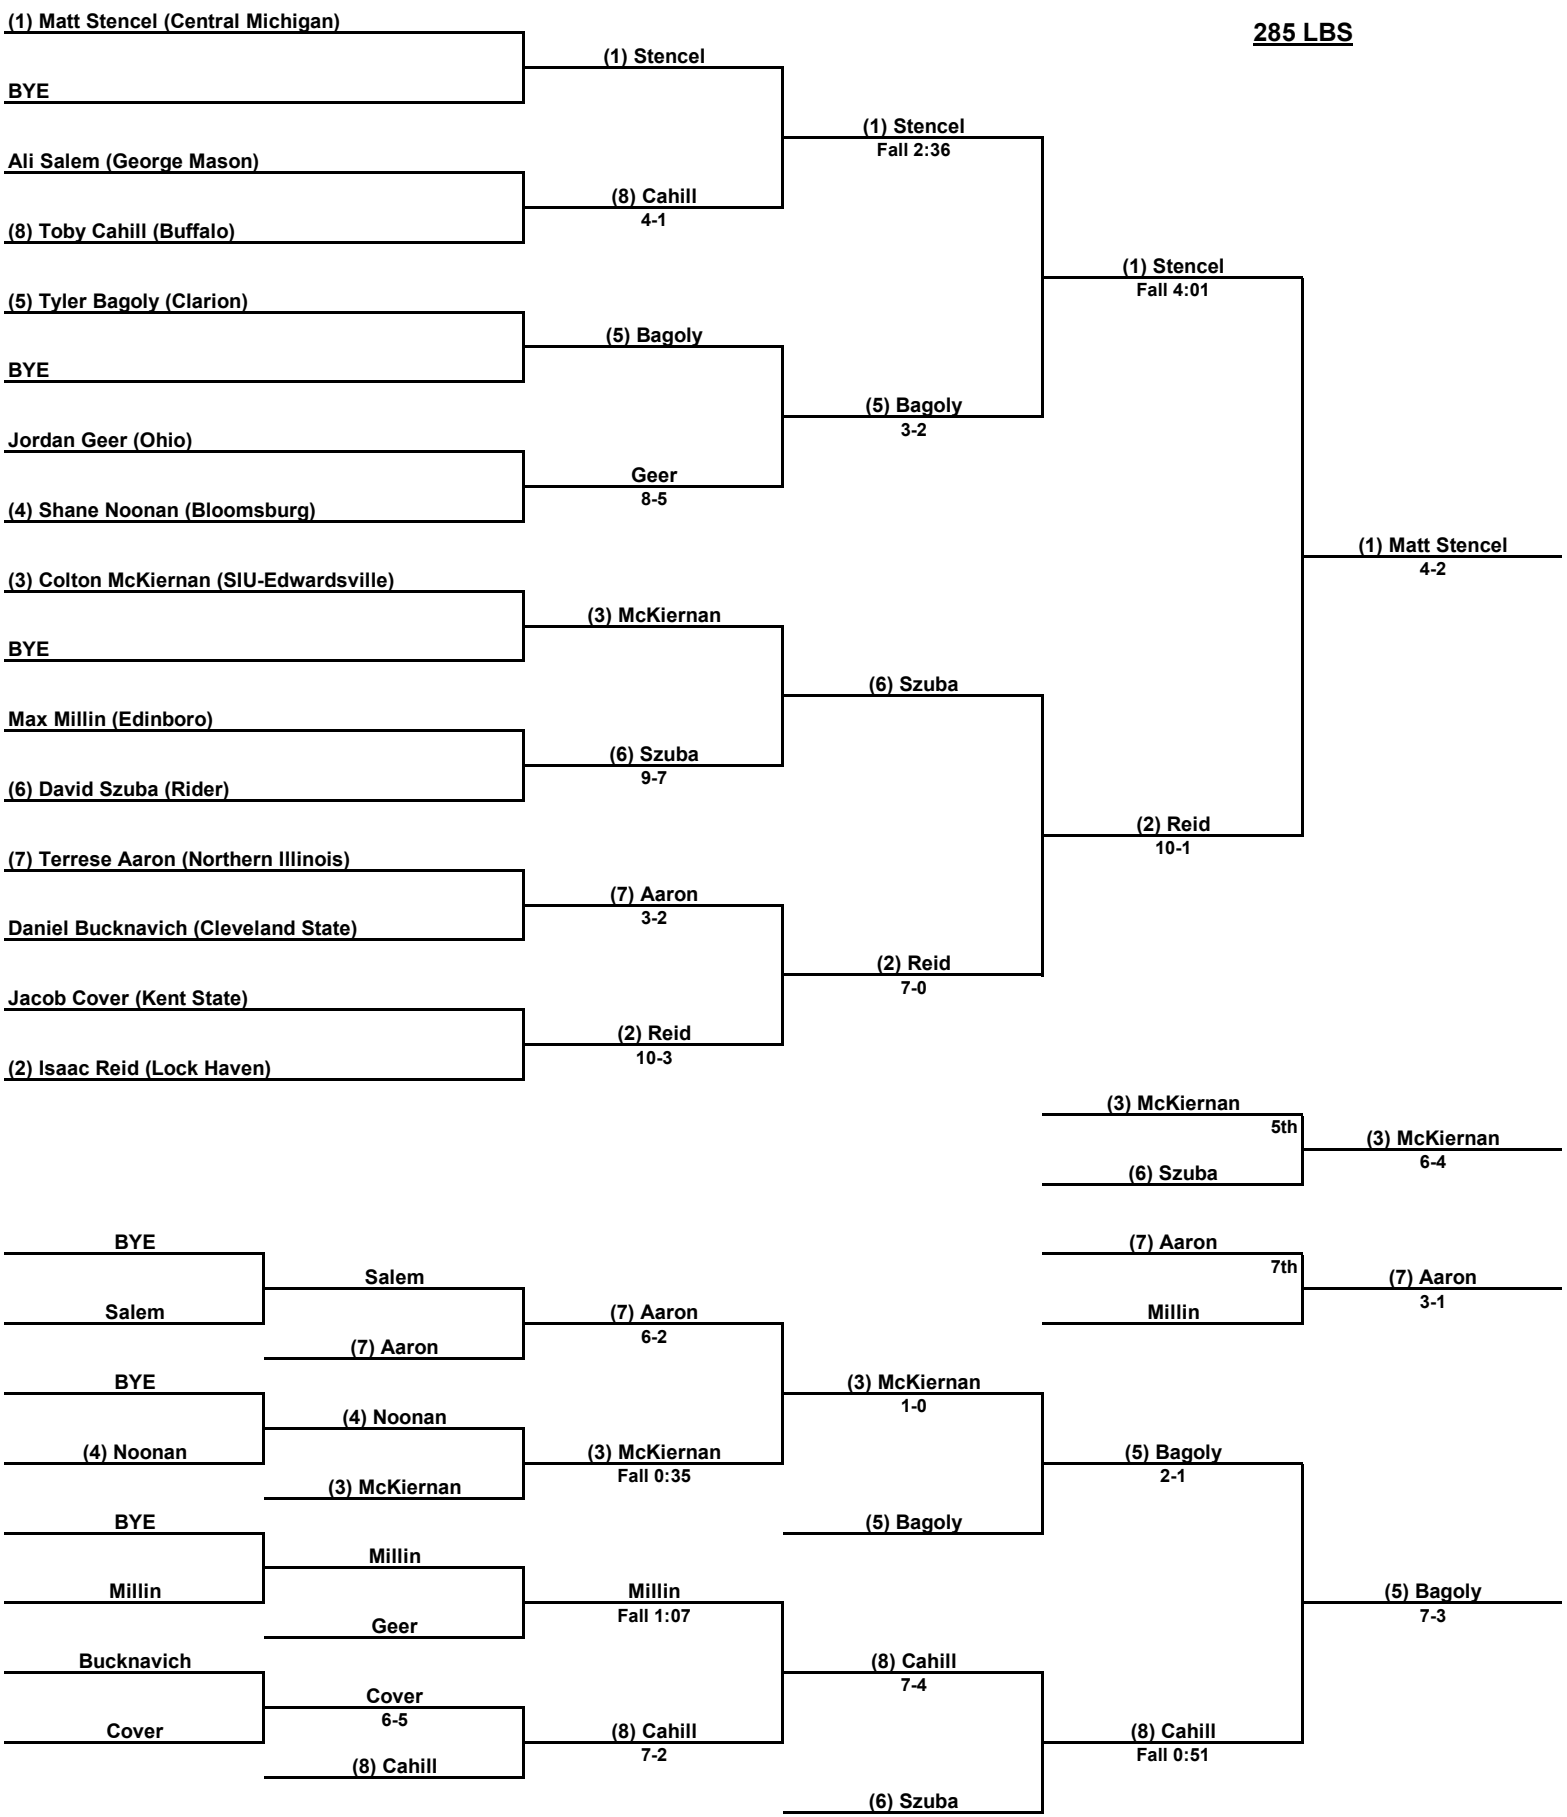 (1) Matt Stencel (Central Michigan)
285 LBS
(1) Stencel
BYE
(1) Stencel
Fall 2:36
Ali Salem (George Mason)
(8) Cahill
4-1
(8) Toby Cahill (Buffalo)
(1) Stencel
Fall 4:01
(5) Tyler Bagoly (Clarion)
(5) Bagoly
BYE
(5) Bagoly
3-2
Jordan Geer (Ohio)
Geer
8-5
(4) Shane Noonan (Bloomsburg)
(1) Matt Stencel
4-2
(3) Colton McKiernan (SIU-Edwardsville)
(3) McKiernan
BYE
(6) Szuba
Max Millin (Edinboro)
(6) Szuba
9-7
(6) David Szuba (Rider)
(2) Reid
10-1
(7) Terrese Aaron (Northern Illinois)
(7) Aaron
3-2
Daniel Bucknavich (Cleveland State)
(2) Reid
7-0
Jacob Cover (Kent State)
(2) Reid
10-3
(2) Isaac Reid (Lock Haven)
(3) McKiernan
5th
(3) McKiernan
6-4
(6) Szuba
BYE
(7) Aaron
7th
Salem
(7) Aaron
3-1
Salem
(7) Aaron
6-2
Millin
(7) Aaron
BYE
(3) McKiernan
1-0
(4) Noonan
(4) Noonan
(3) McKiernan
Fall 0:35
(5) Bagoly
2-1
(3) McKiernan
BYE
(5) Bagoly
Millin
Millin
Millin
Fall 1:07
(5) Bagoly
7-3
Geer
Bucknavich
(8) Cahill
7-4
Cover
6-5
Cover
(8) Cahill
7-2
(8) Cahill
Fall 0:51
(8) Cahill
(6) Szuba